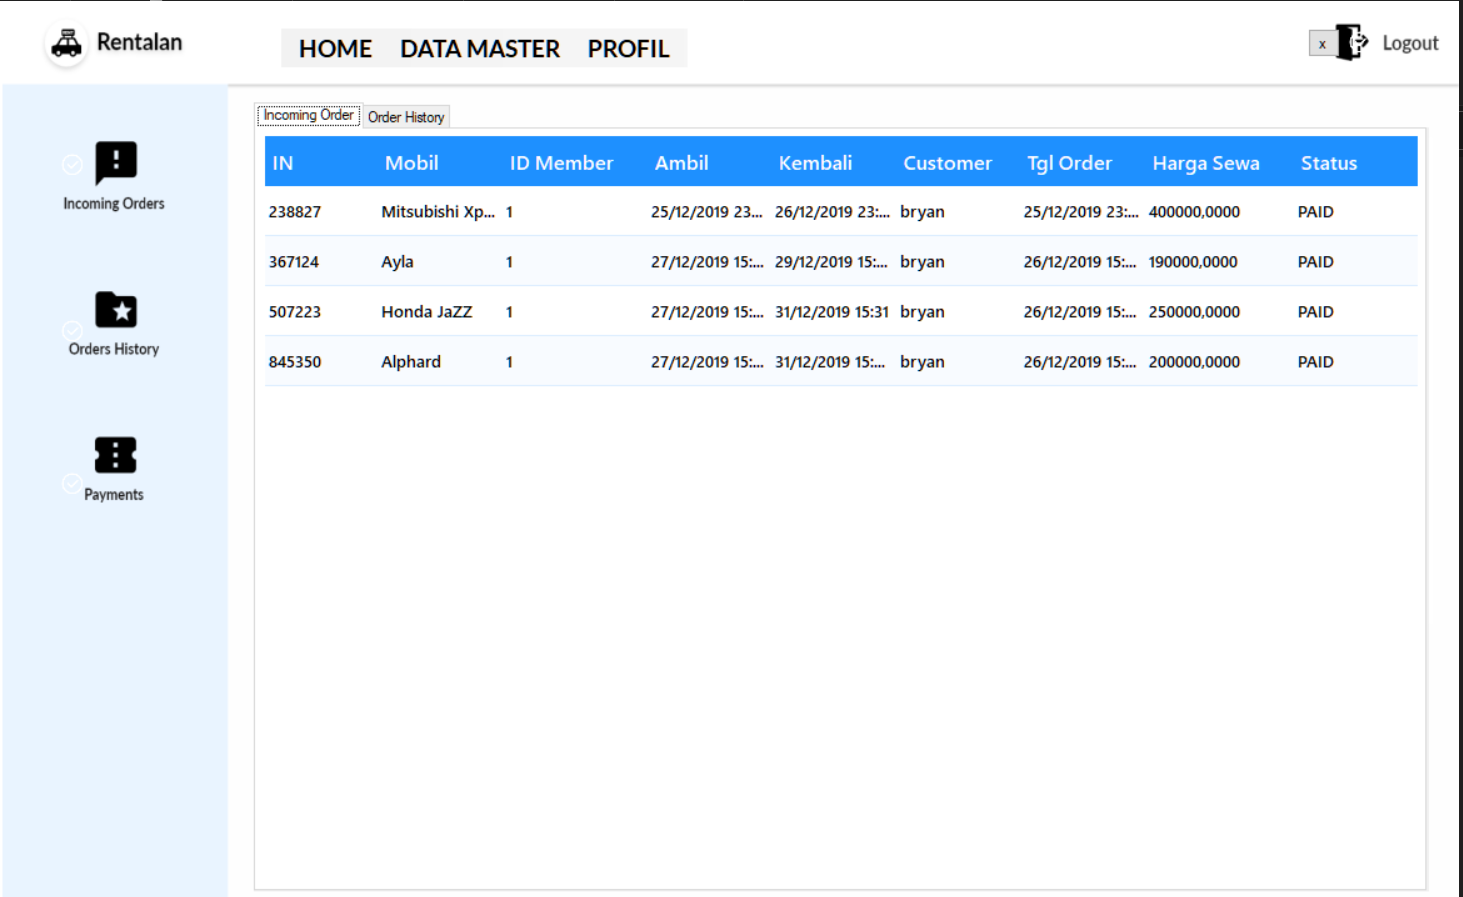 Rentalan
HOME DATA MASTER PROFIL
x Logout
Incoming Order Order History
Incoming Orders
Orders History
Payments
IN Mobil ID Member Ambil Kembali Customer Tgl Order Harga Sewa Status
238827 Mitsubishi Xp... 1 25/12/2019 23... 26/12/2019 23:... bryan 25/12/2019 23:... 400000,0000 PAID
367124 Ayla 1 27/12/2019 15:... 29/12/2019 15:... bryan 26/12/2019 15:... 190000,0000 PAID
507223 Honda JaZZ 1 27/12/2019 15:... 31/12/2019 15:31 bryan 26/12/2019 15:... 250000,0000 PAID
845350 Alphard 1 27/12/2019 15:... 31/12/2019 15:... bryan 26/12/2019 15:... 200000,0000 PAID